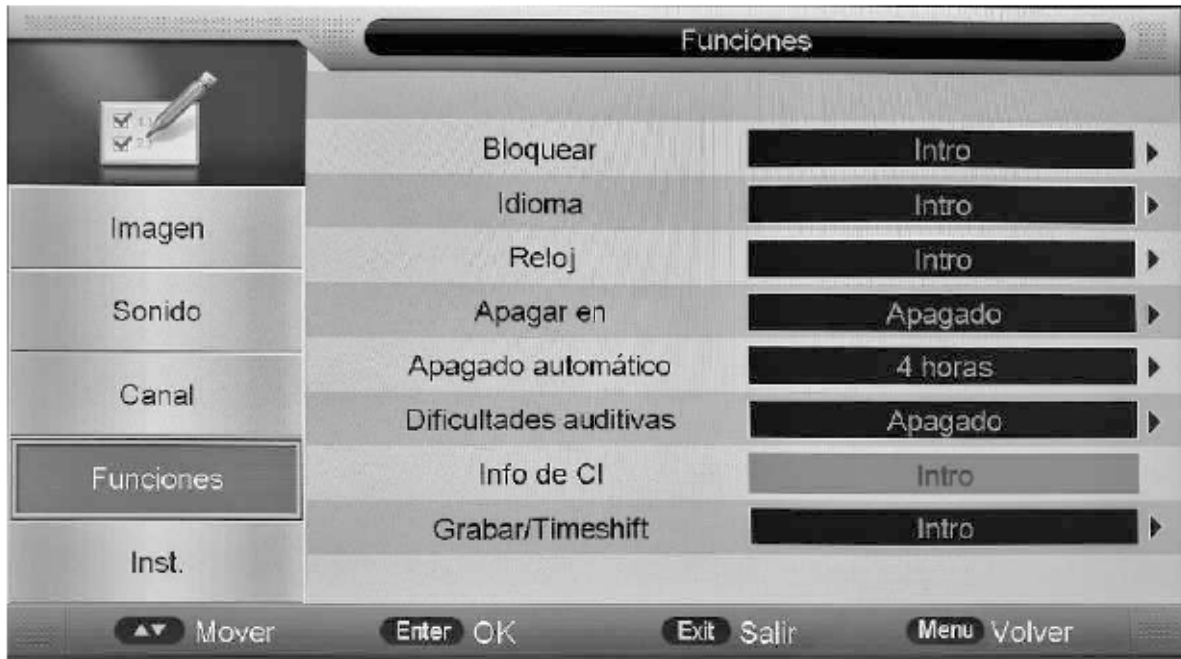 Funciones
Imagen
Sonido
Canal
Funciones
Inst.
Bloquear Intro
Idioma Intro
Reloj Intro
Apagar en Apagado
Apagado automático 4 horas
Dificultades auditivas Apagado
Info de CI Intro
Grabar/Timeshift Intro
Mover Enter OK Exit Salir Menu Volver